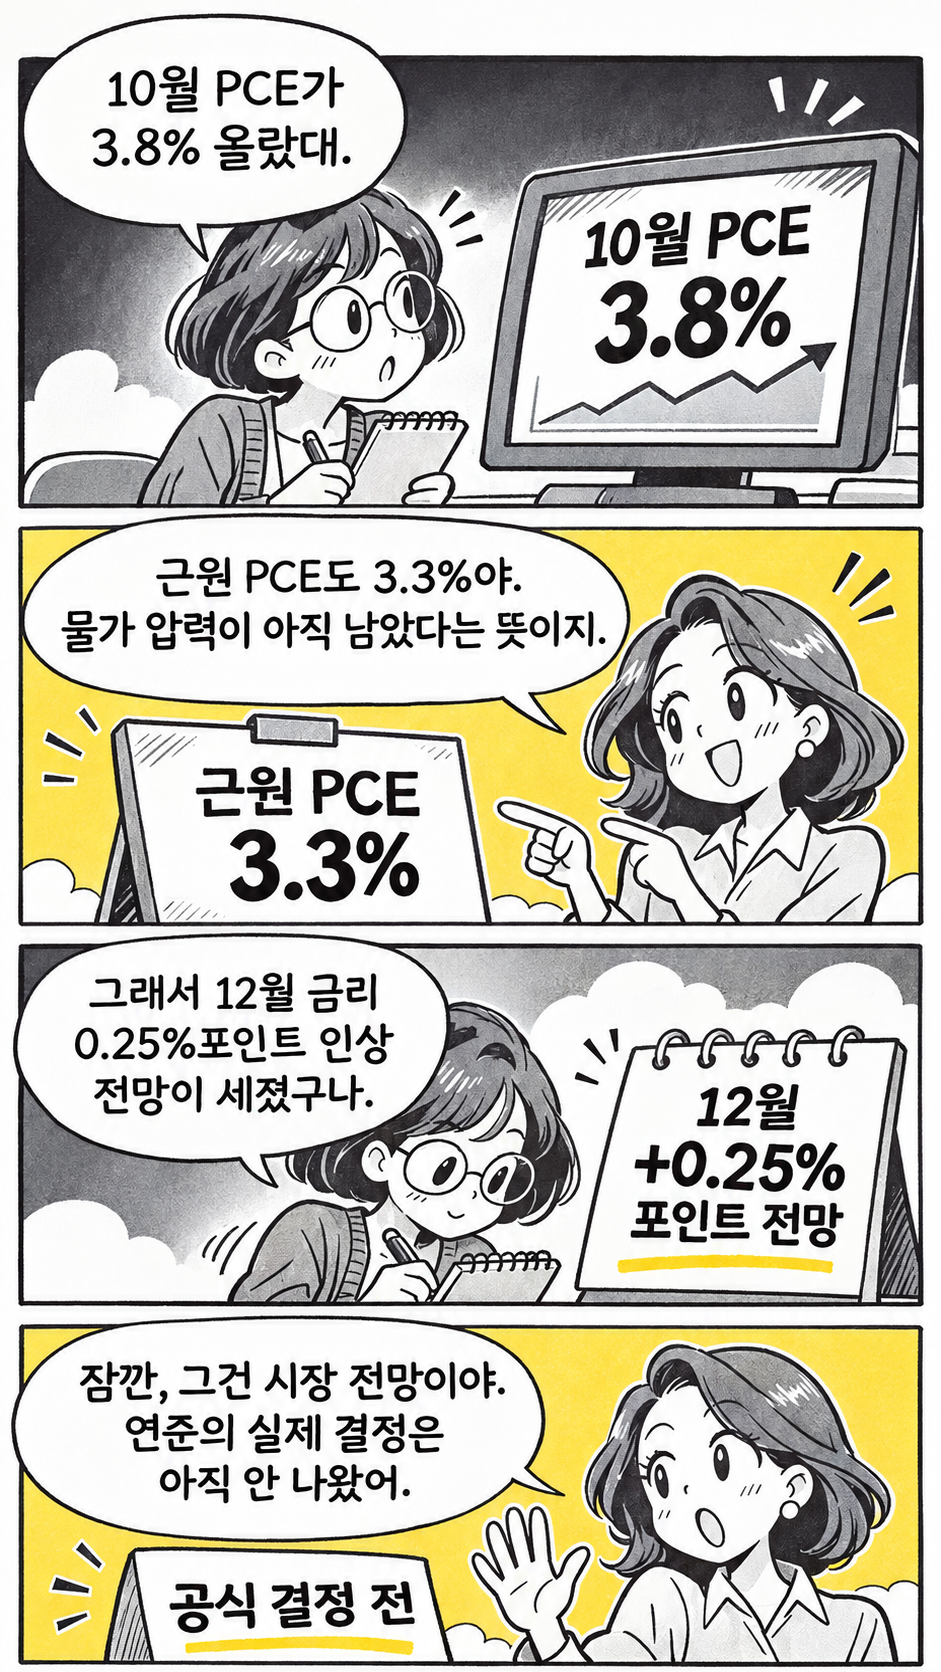 10월 PCE가
3.8% 올랐대.
10월 PCE
3.8%
근원 PCE도 3.3%야.
물가 압력이 아직 남았다는 뜻이지.
근원 PCE
3.3%
그래서 12월 금리
0.25%포인트 인상
전망이 세졌구나.
12월
+0.25%
포인트 전망
잠깐, 그건 시장 전망이야.
연준의 실제 결정은
아직 안 나왔어.
공식 결정 전